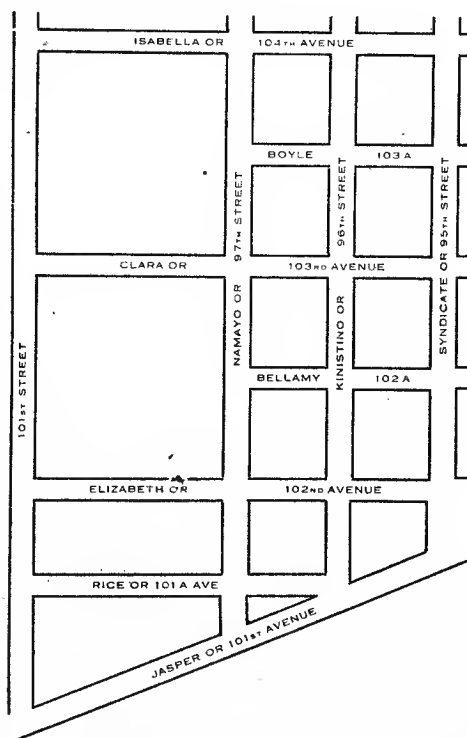 ISABELLA OR 104TH AVENUE
BOYLE 103 A
97TH STREET
96TH STREET
SYNDICATE OR 95TH STREET
CLARA OR 103RD AVENUE
NAMAYO OR
KINISTINO OR
101ST STREET
BELLAMY 102 A
ELIZABETH OR 102ND AVENUE
RICE OR 101 A AVE
JASPER OR 101ST AVENUE